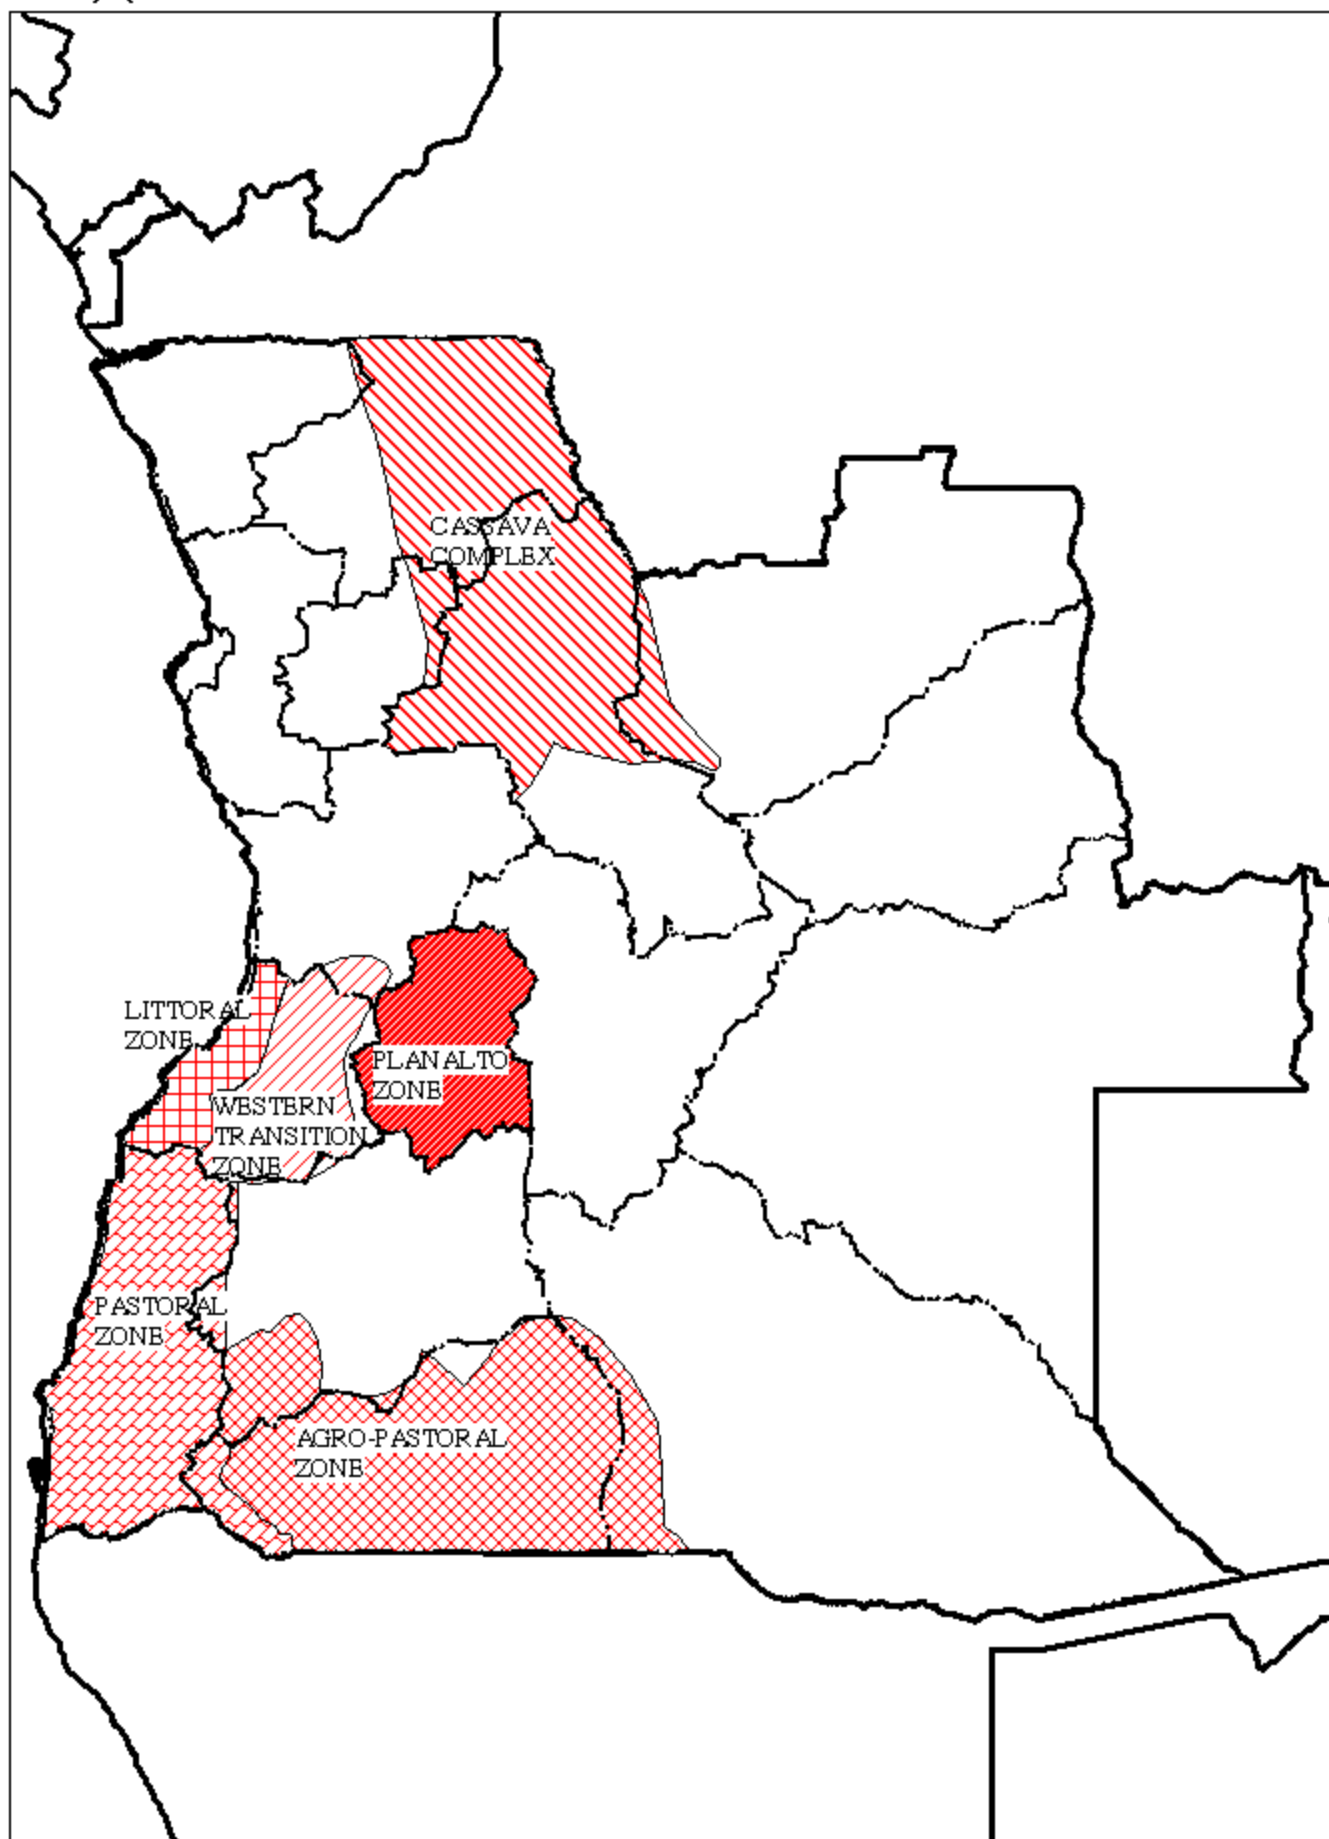 CASSAVA
COMPLEX
LITTORAL
ZONE
PLANALTO
ZONE
WESTERN
TRANSITION
ZONE
PASTORAL
ZONE
AGRO-PASTORAL
ZONE